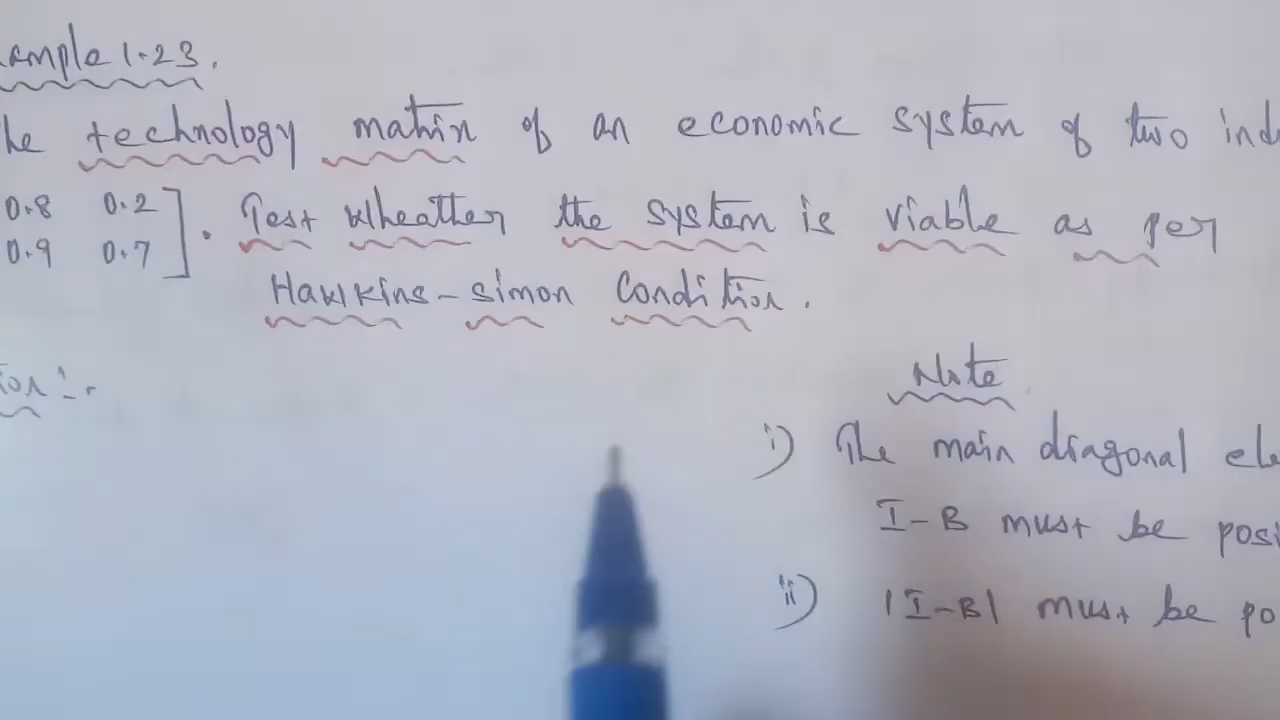 ample 1.23.
he technology matrix of an economic system of two ind
0.8 0.2
0.9 0.7 ]. Test wheather the system is viable as per
Hawkins-simon Condition.
ion:-
Note
i) The main diagonal ele
I-B must be posi
ii) |I-B| must be po